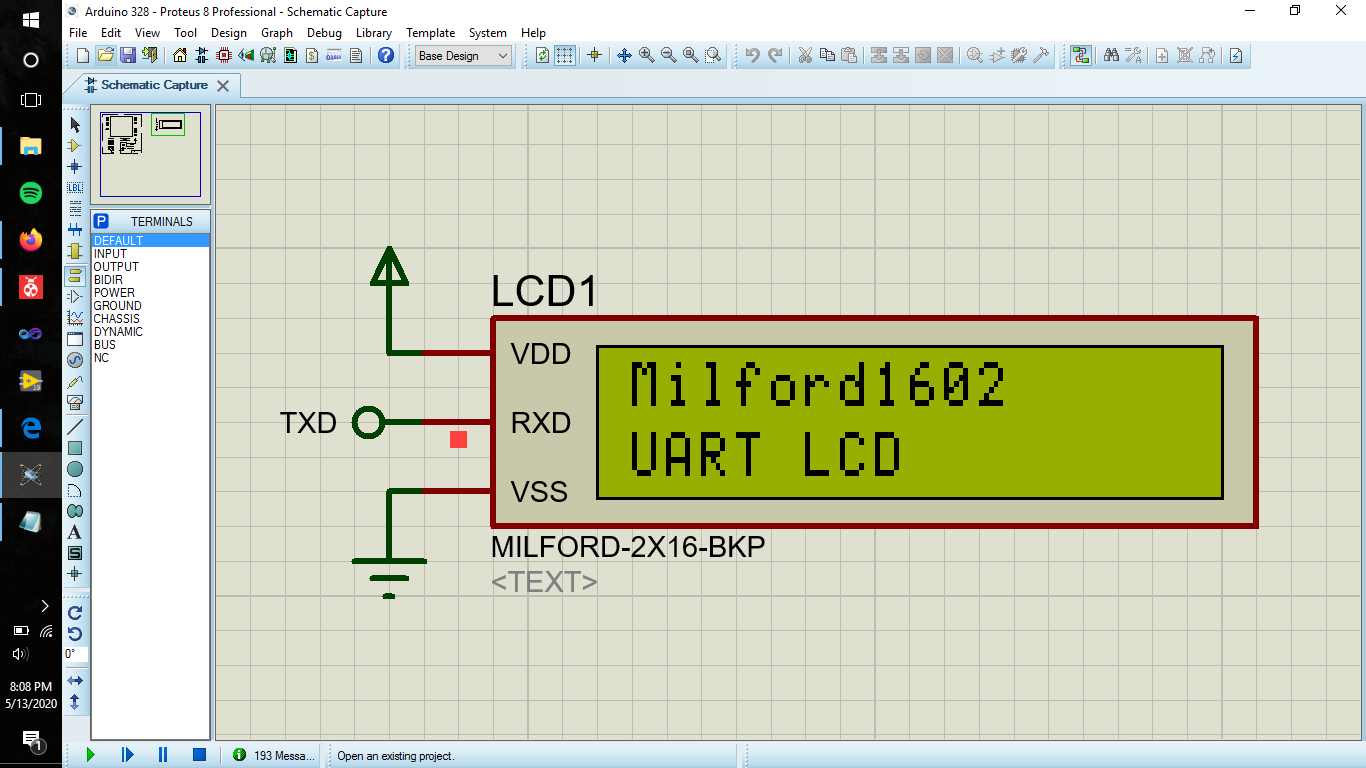 Arduino 328 - Proteus 8 Professional - Schematic Capture
File Edit View Tool Design Graph Debug Library Template System Help
Base Design
Schematic Capture
LBL
P TERMINALS
DEFAULT
INPUT
OUTPUT
BIDIR
POWER
GROUND
CHASSIS
DYNAMIC
BUS
NC
A
S
0°
LCD1
VDD
TXD
RXD
VSS
Milford1602
UART LCD
MILFORD-2X16-BKP
<TEXT>
8:08 PM
5/13/2020
1
193 Messa...
Open an existing project.